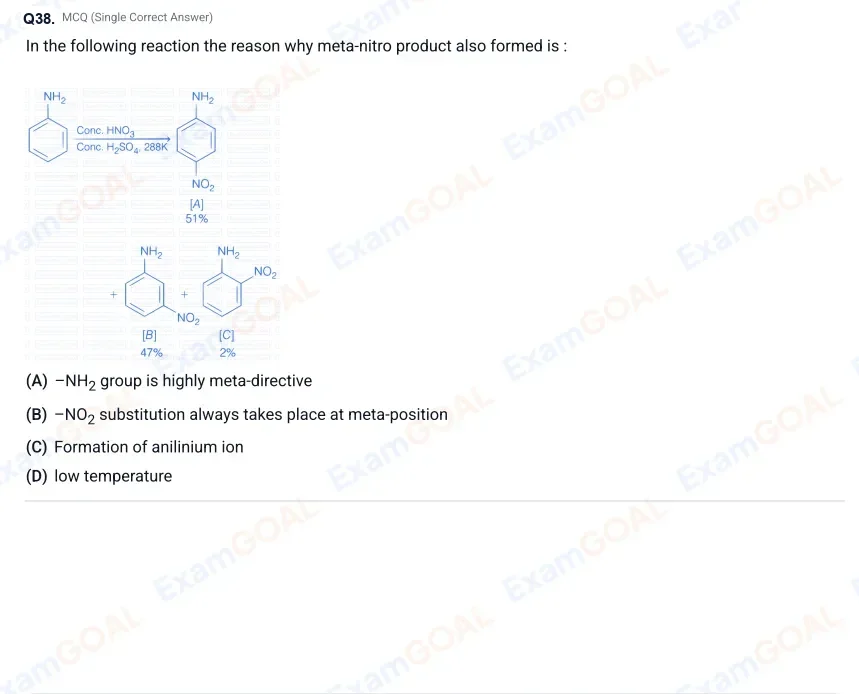 Q38. MCQ (Single Correct Answer)
In the following reaction the reason why meta-nitro product also formed is :
NH2 NH2
Conc. HNO3
Conc. H2SO4, 288K
NO2
[A]
51%
NH2 NH2
NO2
+ +
NO2
[B] [C]
47% 2%
(A) −NH2 group is highly meta-directive
(B) −NO2 substitution always takes place at meta-position
(C) Formation of anilinium ion
(D) low temperature
ExamGOAL